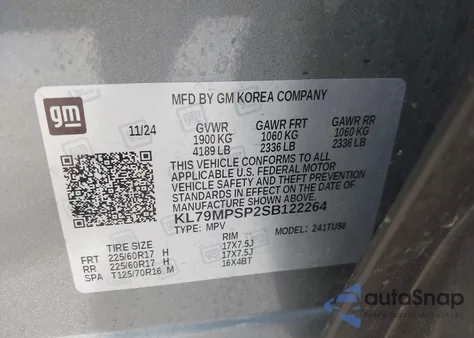 gm
MFD BY GM KOREA COMPANY
11/24 GVWR GAWR FRT GAWR RR
1900 KG 1060 KG 1060 KG
4189 LB 2336 LB 2336 LB
THIS VEHICLE CONFORMS TO ALL
APPLICABLE U.S. FEDERAL MOTOR
VEHICLE SAFETY AND THEFT
PREVENTION STANDARDS IN
EFFECT ON THE DATE OF
MANUFACTURE SHOWN ABOVE.
KL79MPSP2SB122264
TYPE: MPV MODEL: 241TU56
TIRE SIZE RIM
FRT 225/60R17 H 17X7.5J
RR 225/60R17 H 17X7.5J
SPA T125/70R16 M 16X4BT
autoSnap